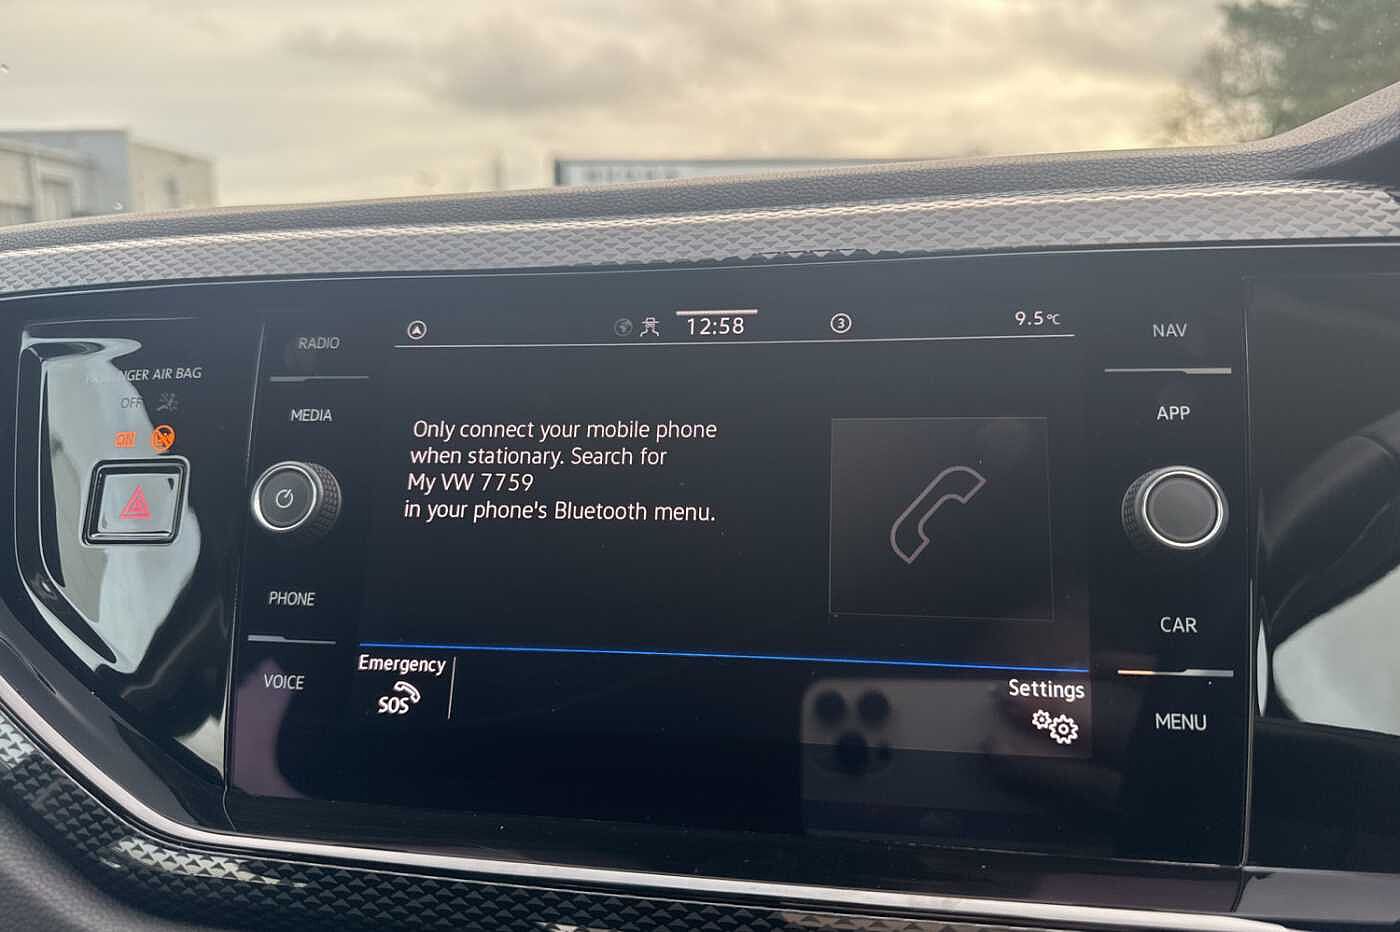 12:58
3
9.5°C
RADIO
NAV
AIR BAG
OFF
ON
MEDIA
APP
Only connect your mobile phone
when stationary. Search for
My VW 7759
in your phone's Bluetooth menu.
PHONE
CAR
VOICE
Emergency
SOS
Settings
MENU